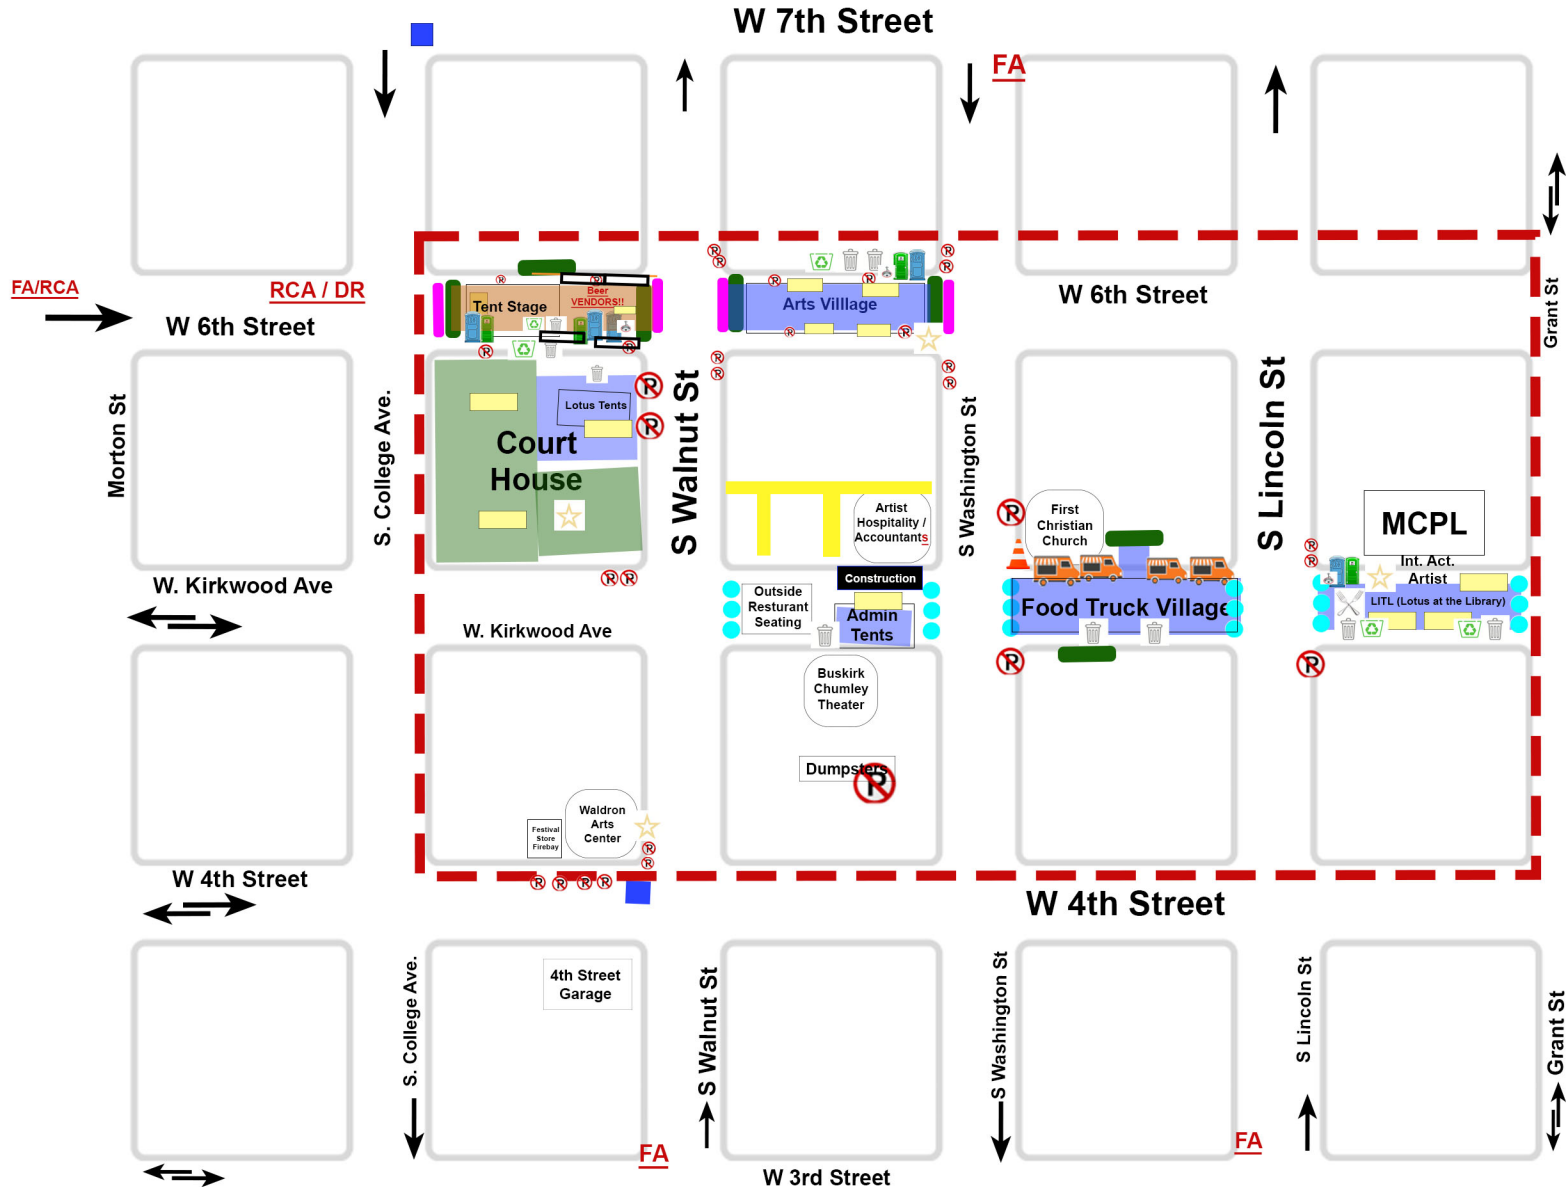 W 7th Street
FA
FA/RCA
RCA / DR
W 6th Street
Tent Stage
Beer
VENDORS!!
Arts Villlage
W 6th Street
Grant St
Morton St
S. College Ave.
Lotus Tents
Court
House
S Walnut St
S Washington St
S Lincoln St
Artist
Hospitality /
Accountants
First
Christian
Church
MCPL
Int. Act.
Artist
LITL (Lotus at the Library)
W. Kirkwood Ave
W. Kirkwood Ave
Construction
Outside
Resturant
Seating
Admin
Tents
Food Truck Village
Buskirk
Chumley
Theater
Dumpsters
Waldron
Arts
Center
Festival
Store
Firebay
W 4th Street
W 4th Street
4th Street
Garage
S. College Ave.
S Walnut St
S Washington St
S Lincoln St
Grant St
FA
FA
W 3rd Street